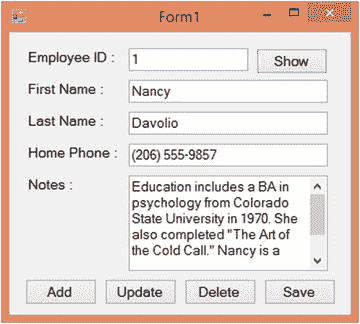 Form1
Employee ID : 1 Show
First Name : Nancy
Last Name : Davolio
Home Phone : (206) 555-9857
Notes : Education includes a BA in
psychology from Colorado
State University in 1970. She
also completed "The Art of
the Cold Call." Nancy is a
Add Update Delete Save